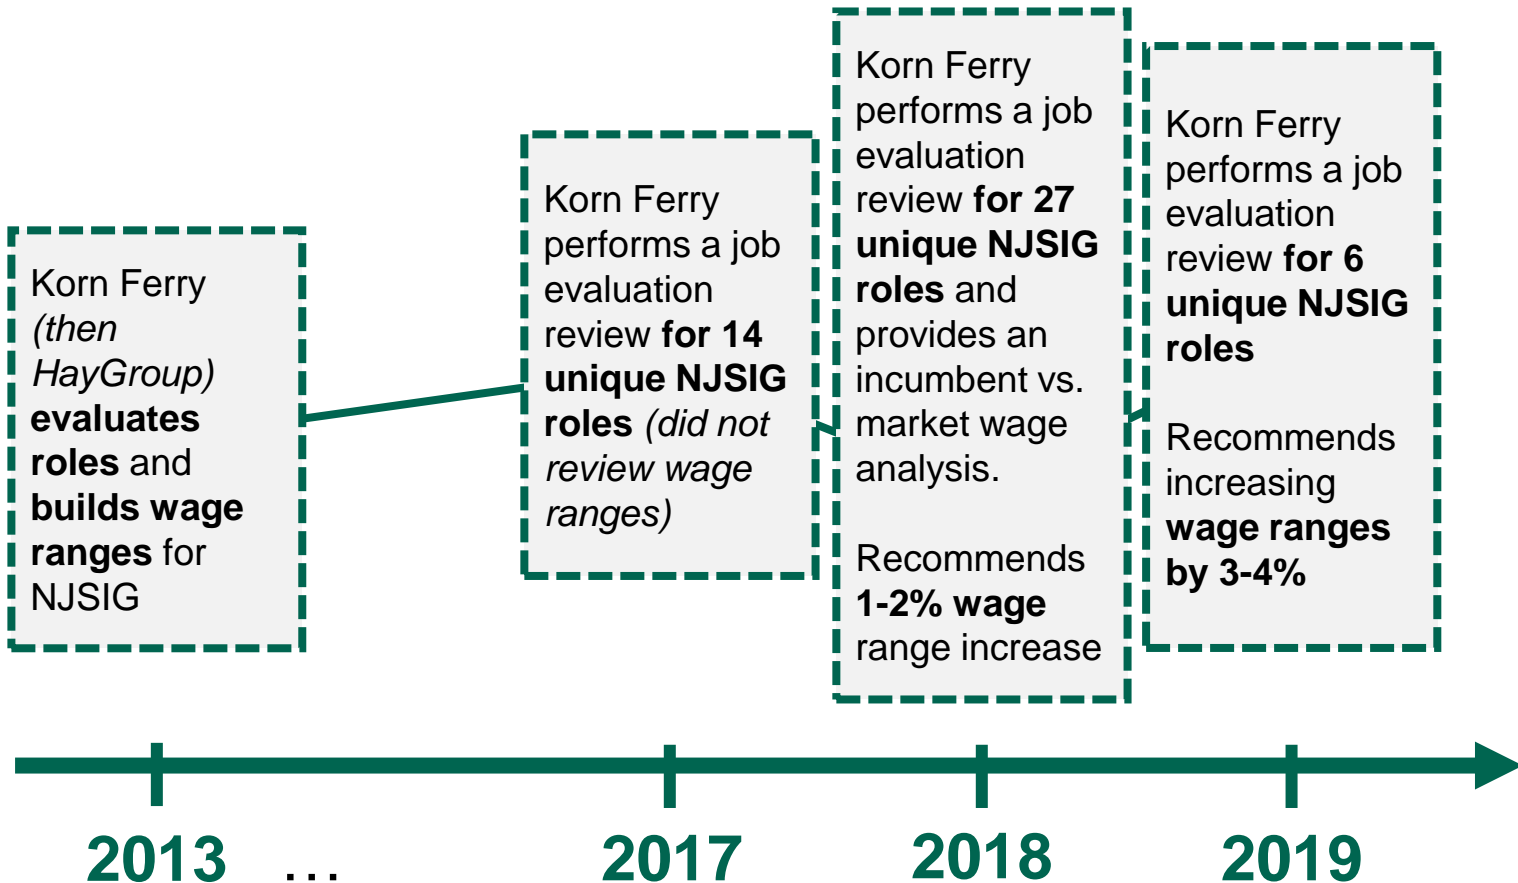 Korn Ferry
(then
HayGroup)
evaluates
roles and
builds wage
ranges for
NJSIG
Korn Ferry
performs a job
evaluation
review for 14
unique NJSIG
roles (did not
review wage
ranges)
Korn Ferry
performs a job
evaluation
review for 27
unique NJSIG
roles and
provides an
incumbent vs.
market wage
analysis.
Recommends
1-2% wage
range increase
Korn Ferry
performs a job
evaluation
review for 6
unique NJSIG
roles
Recommends
increasing
wage ranges
by 3-4%
2013 … 2017 2018 2019